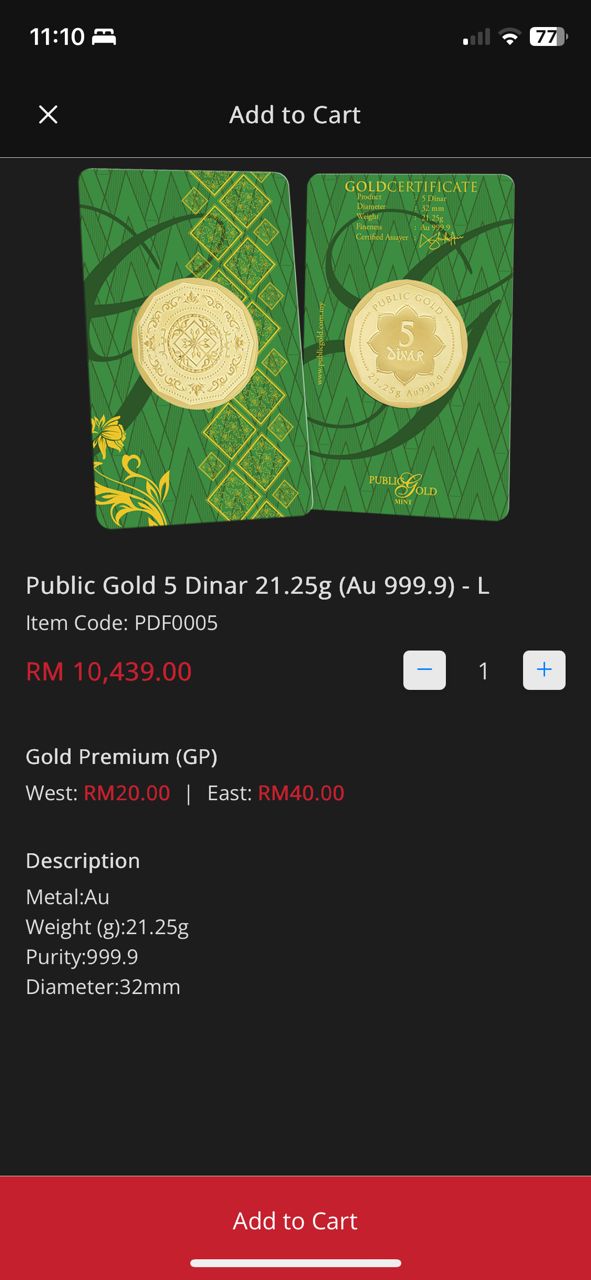 11:10
77
Add to Cart
GOLDCERTIFICATE
Product : 5 Dinar
Diameter : 32 mm
Weight : 21.25g
Fineness : Au 999.9
Certified Assayer :
www.publicgold.com.my
PUBLIC GOLD
5
DINAR
21.25g Au999.9
PUBLIC GOLD
MINT
Public Gold 5 Dinar 21.25g (Au 999.9) - L
Item Code: PDF0005
RM 10,439.00
− 1 +
Gold Premium (GP)
West: RM20.00 | East: RM40.00
Description
Metal:Au
Weight (g):21.25g
Purity:999.9
Diameter:32mm
Add to Cart